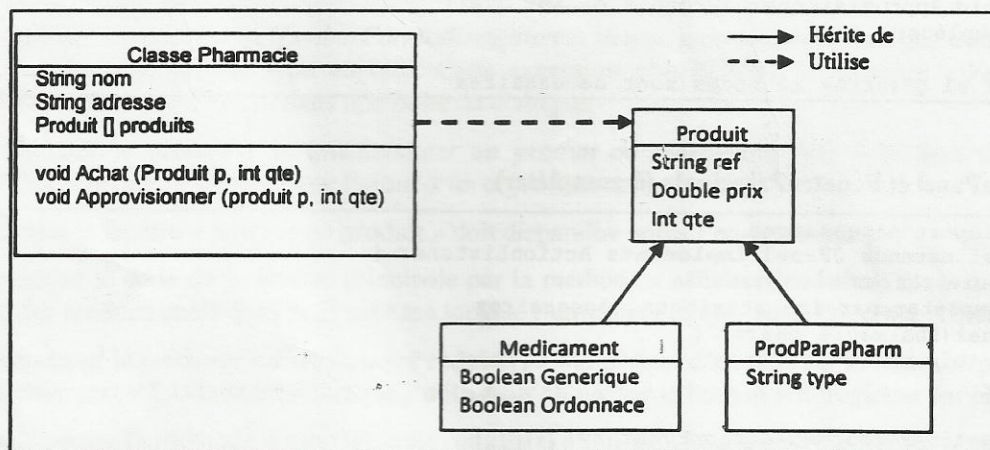 Classe Pharmacie
String nom
String adresse
Produit [] produits
void Achat (Produit p, int qte)
void Approvisionner (produit p, int qte)
Hérite de
Utilise
Produit
String ref
Double prix
Int qte
Medicament
Boolean Generique
Boolean Ordonnace
ProdParaPharm
String type